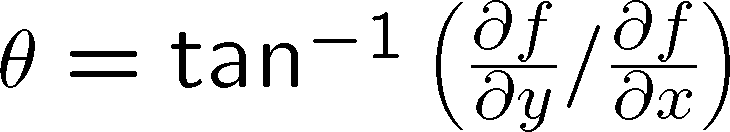 θ = tan⁻¹ (∂f/∂y / ∂f/∂x)